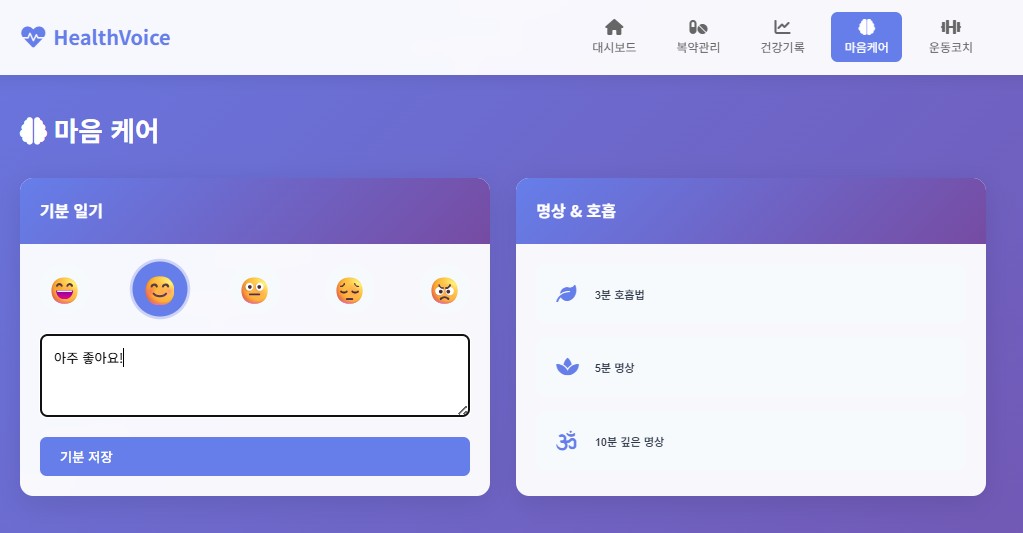 HealthVoice
대시보드
복약관리
건강기록
마음케어
운동코치
마음 케어
기분 일기
명상 & 호흡
아주 좋아요!
기분 저장
3분 호흡법
5분 명상
10분 깊은 명상